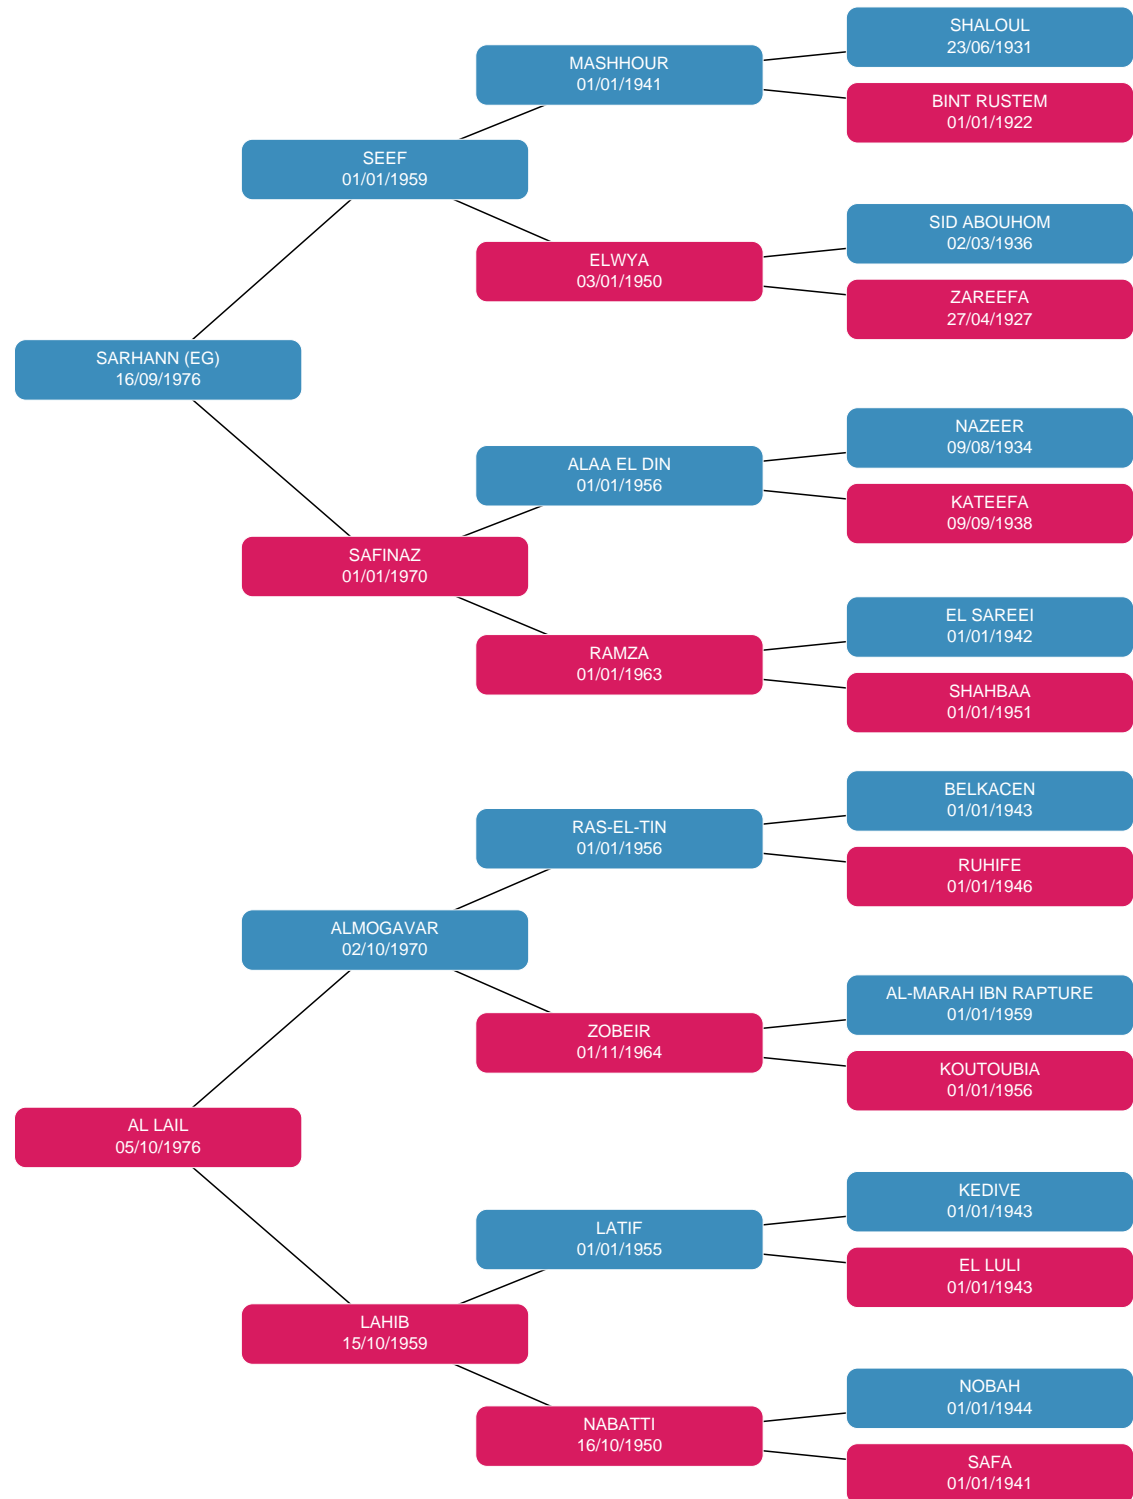 SHALOUL
23/06/1931
MASHHOUR
01/01/1941
BINT RUSTEM
01/01/1922
SEEF
01/01/1959
SID ABOUHOM
02/03/1936
ELWYA
03/01/1950
ZAREEFA
27/04/1927
SARHANN (EG)
16/09/1976
NAZEER
09/08/1934
ALAA EL DIN
01/01/1956
KATEEFA
09/09/1938
SAFINAZ
01/01/1970
EL SAREEI
01/01/1942
RAMZA
01/01/1963
SHAHBAA
01/01/1951
BELKACEN
01/01/1943
RAS-EL-TIN
01/01/1956
RUHIFE
01/01/1946
ALMOGAVAR
02/10/1970
AL-MARAH IBN RAPTURE
01/01/1959
ZOBEIR
01/11/1964
KOUTOUBIA
01/01/1956
AL LAIL
05/10/1976
KEDIVE
01/01/1943
LATIF
01/01/1955
EL LULI
01/01/1943
LAHIB
15/10/1959
NOBAH
01/01/1944
NABATTI
16/10/1950
SAFA
01/01/1941